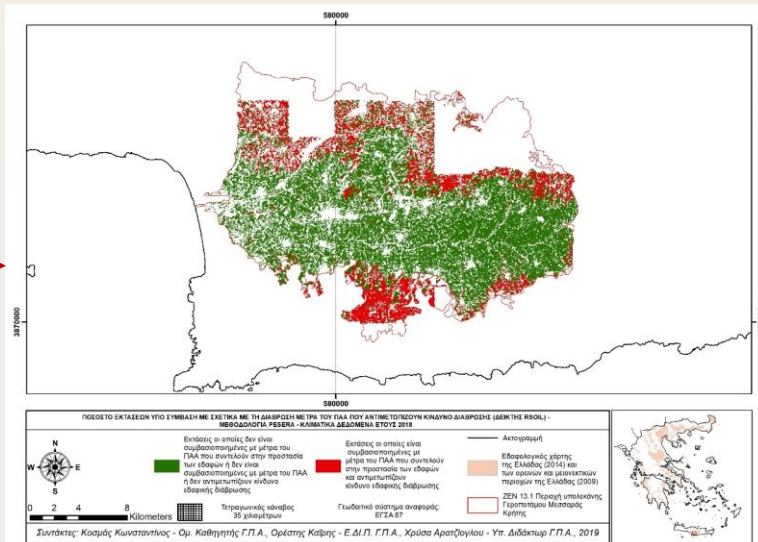 580000
3870000
580000
ΠΟΣΟΣΤΟ ΕΚΤΑΣΕΩΝ ΥΠΟ ΣΥΜΒΑΣΗ ΜΕ ΣΧΕΤΙΚΑ ΜΕ ΤΗ ΔΙΑΒΡΩΣΗ ΜΕΤΡΑ ΤΟΥ ΠΑΑ ΠΟΥ ΑΝΤΙΜΕΤΩΠΙΖΟΥΝ ΚΙΝΔΥΝΟ ΔΙΑΒΡΩΣΗΣ (ΔΕΙΚΤΗΣ RSOIL) -
ΜΕΘΟΔΟΛΟΓΙΑ PESERA - ΚΛΙΜΑΤΙΚΑ ΔΕΔΟΜΕΝΑ ΕΤΟΥΣ 2018
N
W E
S
0 2 4 8
Kilometers
Εκτάσεις οι οποίες δεν είναι
συμβασιοποιημένες με μέτρα του
ΠΑΑ που συντελούν στην προστασία
των εδαφών ή δεν είναι
συμβασιοποιημένες με μέτρα του ΠΑΑ
ή δεν αντιμετωπίζουν κίνδυνο
εδαφικής διάβρωσης
Τετραγωνικός κάναβος
35 χιλιομέτρων
Εκτάσεις οι οποίες είναι
συμβασιοποιημένες με
μέτρα του ΠΑΑ που συντελούν
στην προστασία των εδαφών
και αντιμετωπίζουν
κίνδυνο εδαφικής διάβρωσης
Γεωδαιτικό σύστημα αναφοράς:
ΕΓΣΑ 87
Ακτογραμμή
Εδαφολογικός χάρτης
της Ελλάδας (2014) και
των ορεινών και μειονεκτικών
περιοχών της Ελλάδας (2009)
ZEN 13.1 Περιοχή υπολεκάνης
Γεροποτάμου Μεσσαράς
Κρήτης
Συντάκτες: Κοσμάς Κωνσταντίνος - Ομ. Καθηγητής Γ.Π.Α., Ορέστης Καΐρης - Ε.ΔΙ.Π. Γ.Π.Α., Χρύσα Αρατζίογλου - Υπ. Διδάκτωρ Γ.Π.Α., 2019